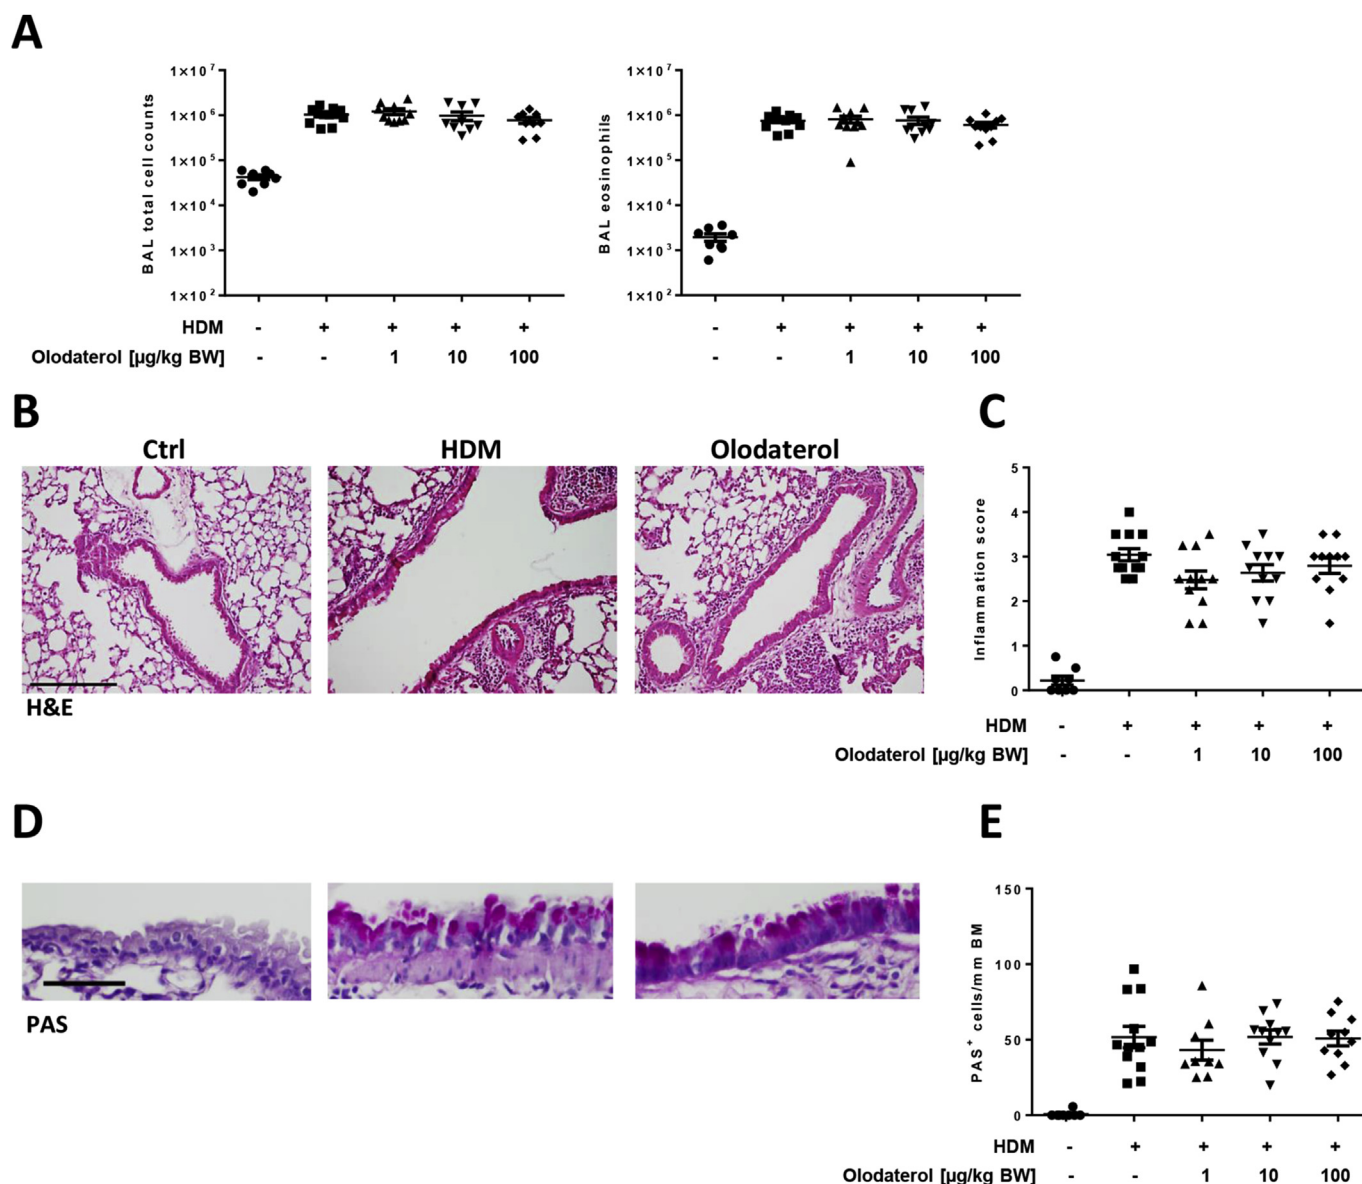 A
1×10⁷
1×10⁶
1×10⁵
1×10⁴
1×10³
1×10²
BAL total cell counts
HDM - + + + +
Olodaterol [µg/kg BW] - - 1 10 100
1×10⁷
1×10⁶
1×10⁵
1×10⁴
1×10³
1×10²
BAL eosinophils
- + + + +
- - 1 10 100
B
Ctrl HDM Olodaterol
H&E
C
5
4
3
2
1
0
Inflammation score
HDM - + + + +
Olodaterol [µg/kg BW] - - 1 10 100
D
PAS
E
150
100
50
0
PAS⁺ cells/mm BM
HDM - + + + +
Olodaterol [µg/kg BW] - - 1 10 100